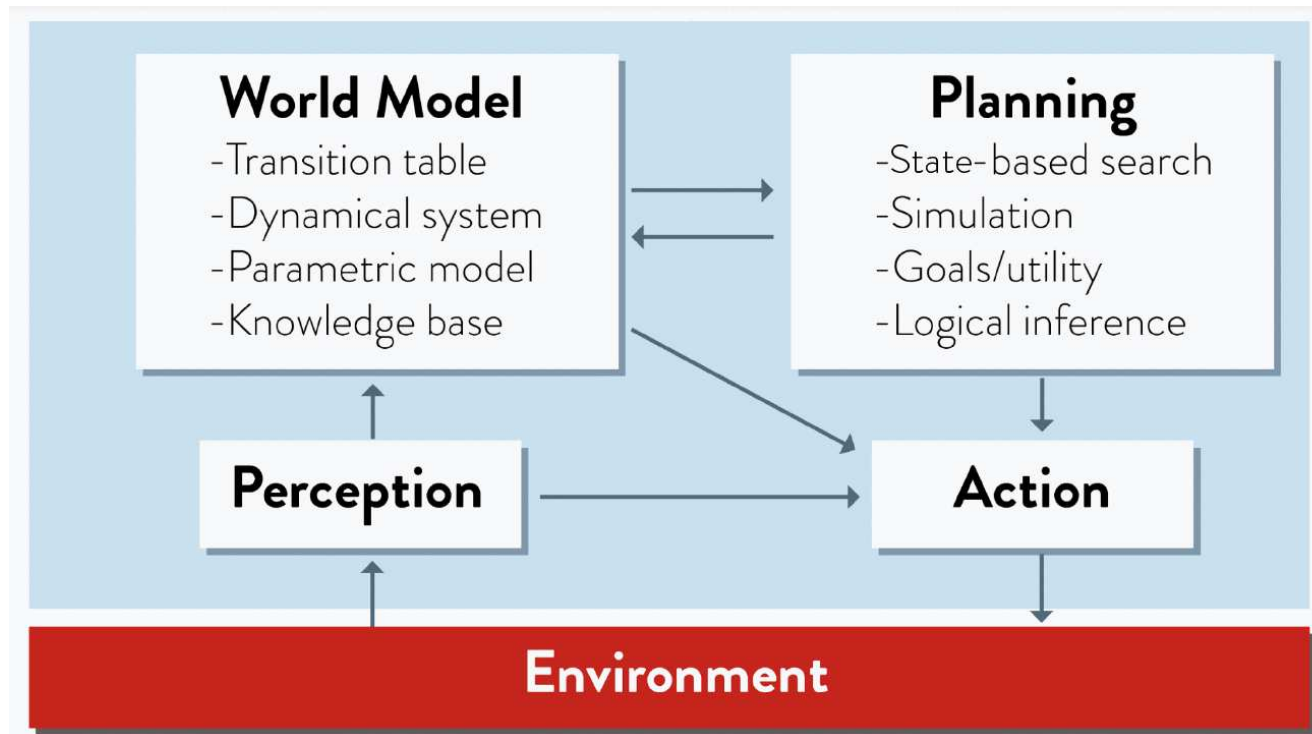 World Model
-Transition table
-Dynamical system
-Parametric model
-Knowledge base
Planning
-State-based search
-Simulation
-Goals/utility
-Logical inference
Perception
Action
Environment